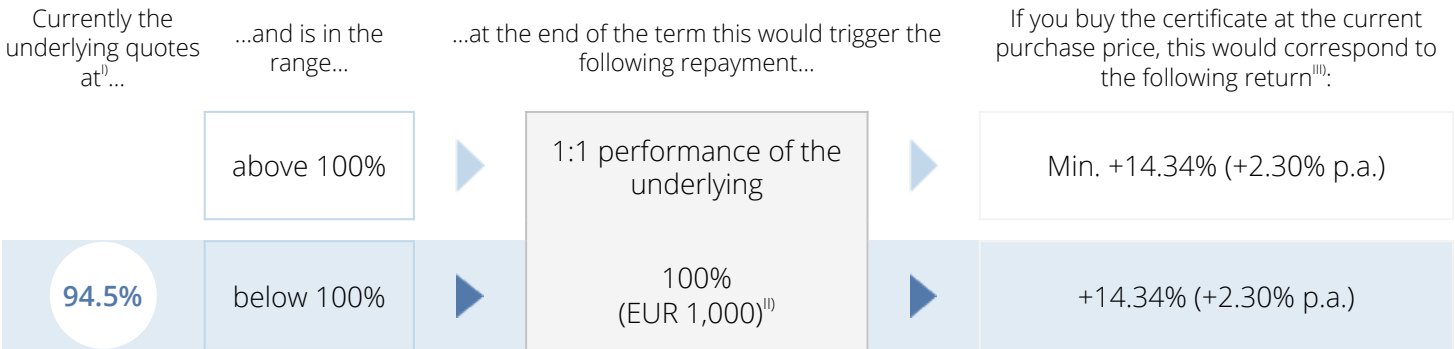 Currently the
underlying quotes
at^I)...
...and is in the
range...
...at the end of the term this would trigger the
following repayment...
If you buy the certificate at the current
purchase price, this would correspond to
the following return^III):
above 100%
1:1 performance of the
underlying
Min. +14.34% (+2.30% p.a.)
94.5%
below 100%
100%
(EUR 1,000)^II)
+14.34% (+2.30% p.a.)